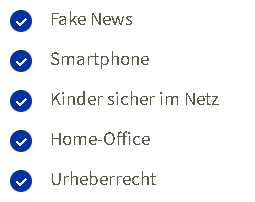 Fake News
Smartphone
Kinder sicher im Netz
Home-Office
Urheberrecht